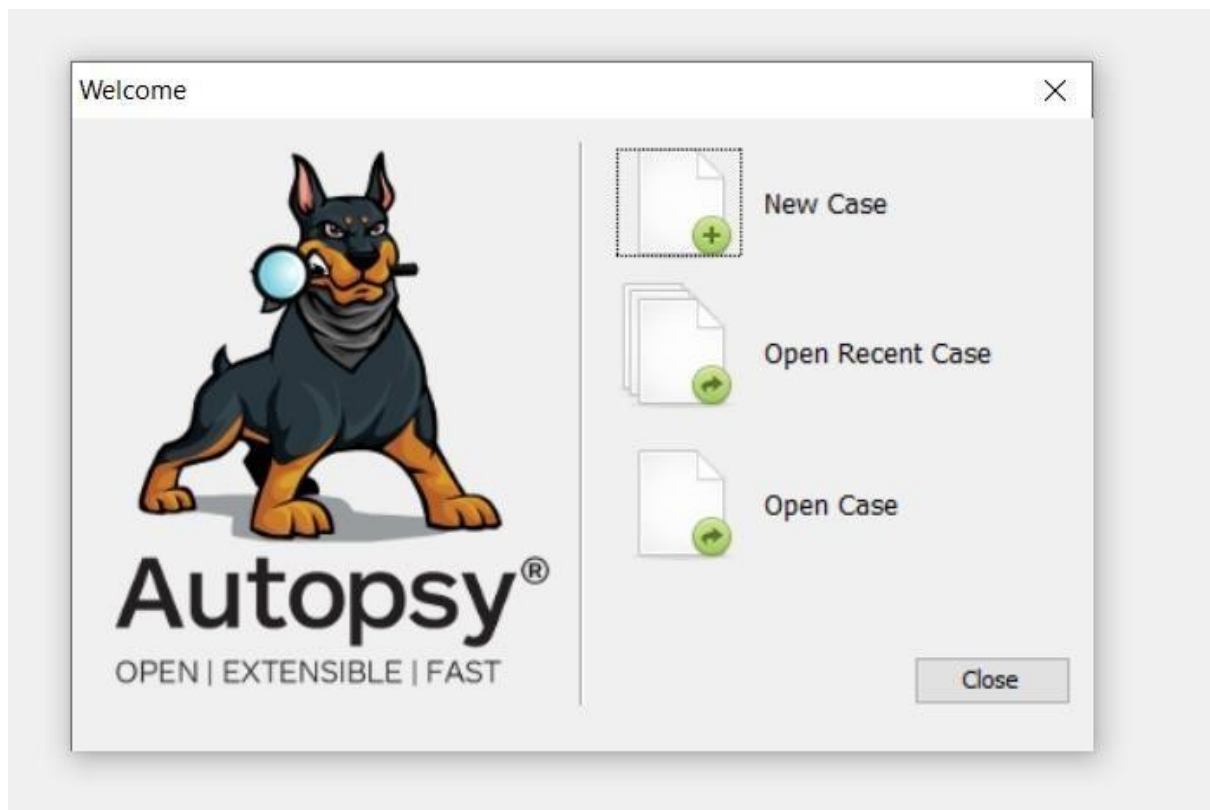 Welcome
New Case
Open Recent Case
Open Case
Autopsy®
OPEN | EXTENSIBLE | FAST
Close